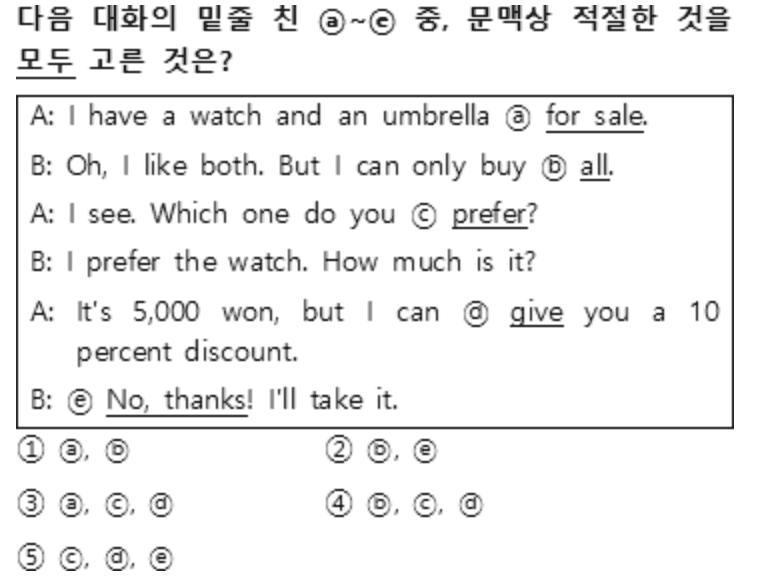 다음 대화의 밑줄 친 ⓐ~ⓔ 중, 문맥상 적절한 것을
모두 고른 것은?
A: I have a watch and an umbrella ⓐ for sale.
B: Oh, I like both. But I can only buy ⓑ all.
A: I see. Which one do you ⓒ prefer?
B: I prefer the watch. How much is it?
A: It's 5,000 won, but I can ⓓ give you a 10
percent discount.
B: ⓔ No, thanks! I'll take it.
① ⓐ, ⓑ ② ⓑ, ⓔ
③ ⓐ, ⓒ, ⓓ ④ ⓑ, ⓒ, ⓓ
⑤ ⓒ, ⓓ, ⓔ